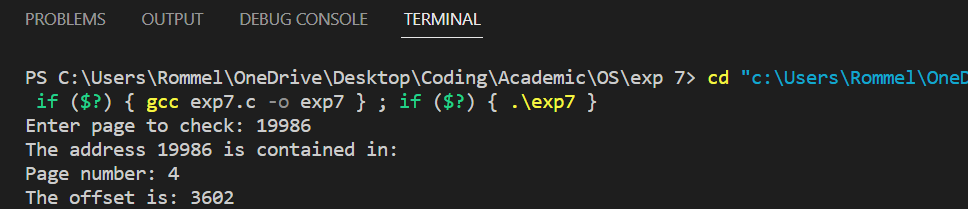 PROBLEMS OUTPUT DEBUG CONSOLE TERMINAL
PS C:\Users\Rommel\OneDrive\Desktop\Coding\Academic\OS\exp 7> cd "c:\Users\Rommel\OneD
if ($?) { gcc exp7.c -o exp7 } ; if ($?) { .\exp7 }
Enter page to check: 19986
The address 19986 is contained in:
Page number: 4
The offset is: 3602